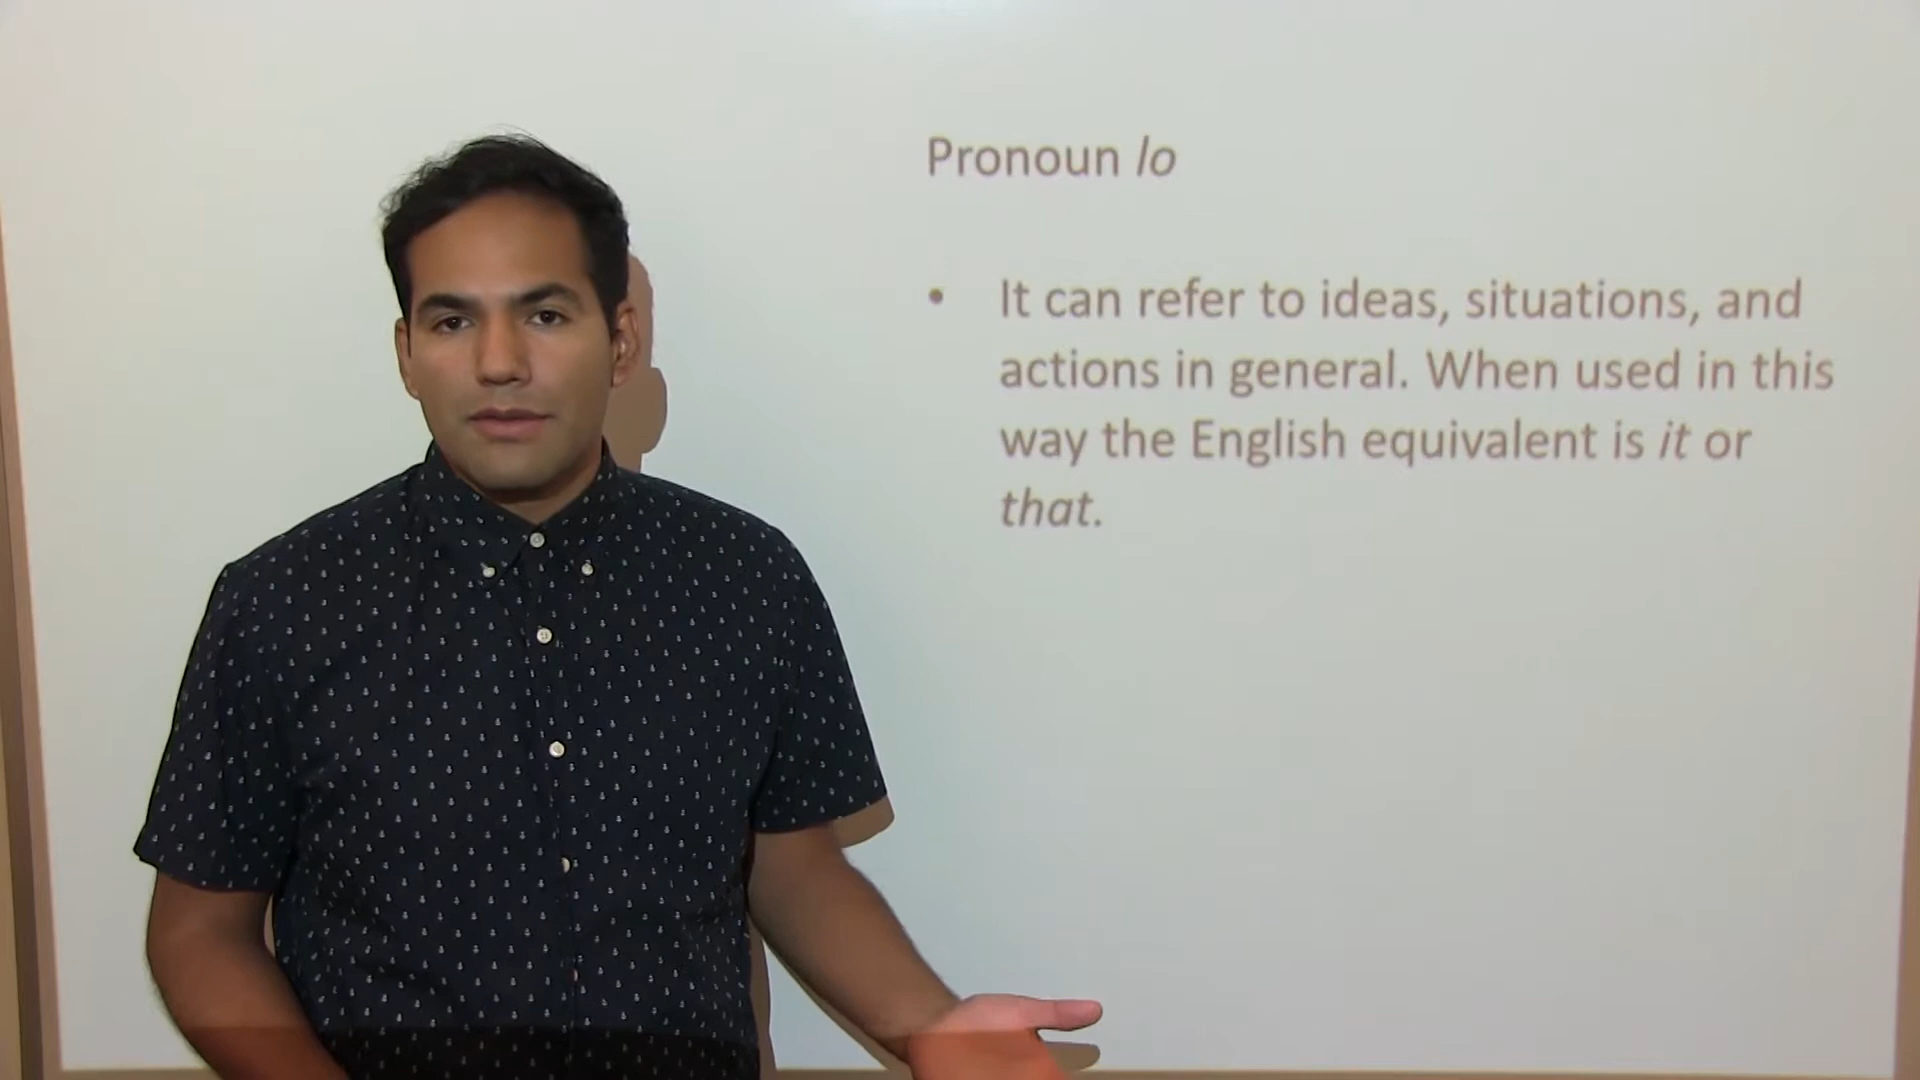 Pronoun lo
• It can refer to ideas, situations, and
actions in general. When used in this
way the English equivalent is it or
that.